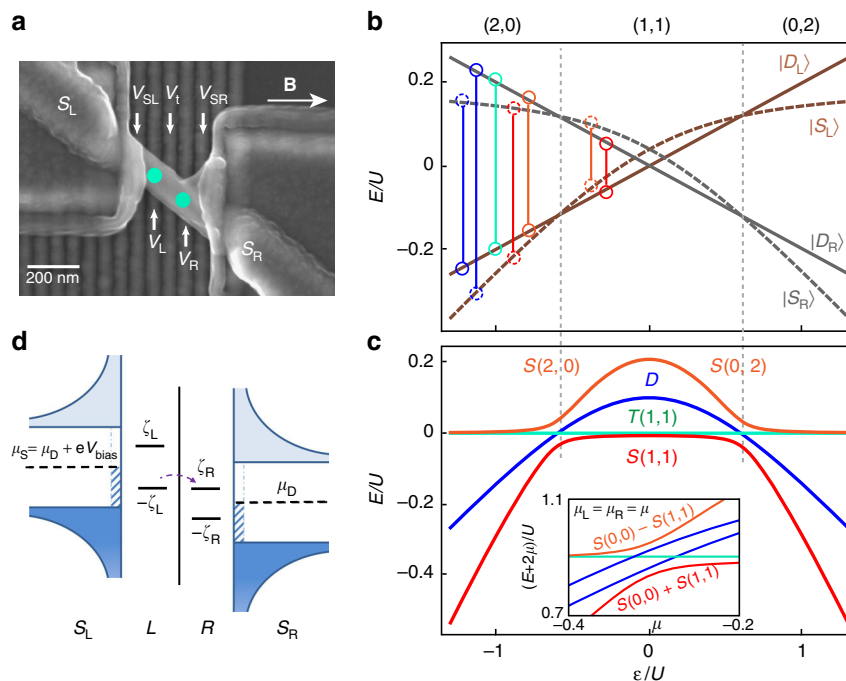 a
S_L
V_SL V_t V_SR
B
V_L
V_R
S_R
200 nm
b
(2,0) (1,1) (0,2)
0.2
0
−0.2
E/U
|D_L⟩
|S_L⟩
|D_R⟩
|S_R⟩
c
0.2
0
−0.2
−0.4
E/U
S(2, 0) S(0, 2)
D
T(1,1)
S(1,1)
1.1
0.7
(E+2μ)/U
μ_L = μ_R = μ
S(0,0) − S(1,1)
S(0,0) + S(1,1)
−0.4 μ −0.2
−1 0 1
ε/U
d
μ_S = μ_D + eV_bias
ζ_L
−ζ_L
ζ_R
−ζ_R
μ_D
S_L L R S_R